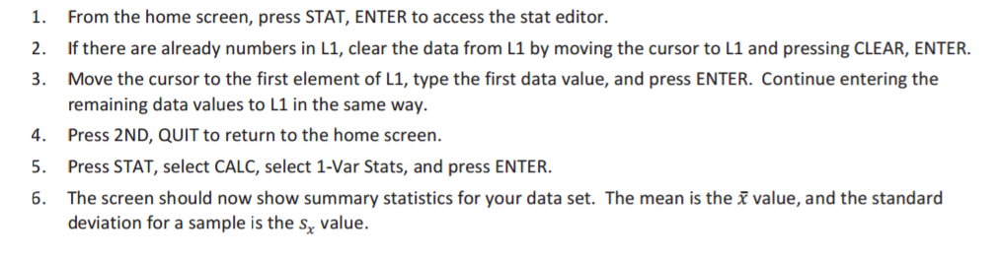 1. From the home screen, press STAT, ENTER to access the stat editor.
2. If there are already numbers in L1, clear the data from L1 by moving the cursor to L1 and pressing CLEAR, ENTER.
3. Move the cursor to the first element of L1, type the first data value, and press ENTER. Continue entering the
remaining data values to L1 in the same way.
4. Press 2ND, QUIT to return to the home screen.
5. Press STAT, select CALC, select 1-Var Stats, and press ENTER.
6. The screen should now show summary statistics for your data set. The mean is the x̄ value, and the standard
deviation for a sample is the sₓ value.